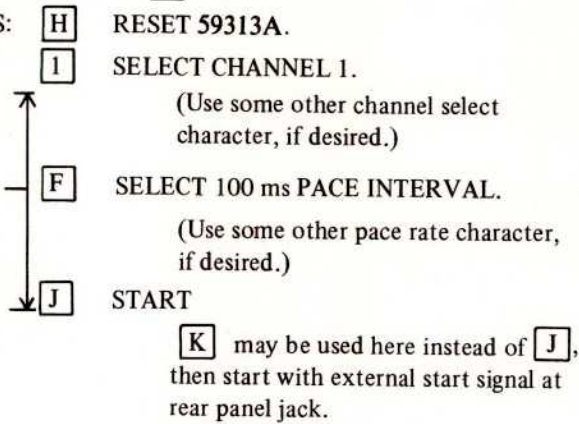 S: H RESET 59313A.
1 SELECT CHANNEL 1.
(Use some other channel select
character, if desired.)
F SELECT 100 ms PACE INTERVAL.
(Use some other pace rate character,
if desired.)
J START
K may be used here instead of J ,
then start with external start signal at
rear panel jack.